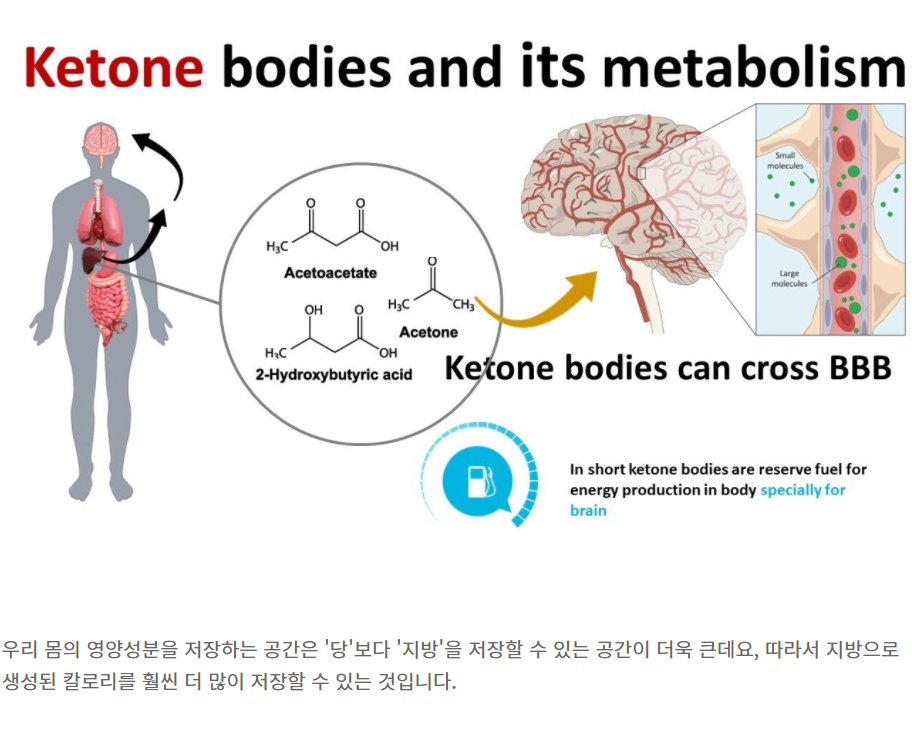 Ketone bodies and its metabolism
Small
molecules
O
O
H₃C
OH
Acetoacetate
O
H₃C
CH₃
Acetone
Large
molecules
OH
O
H₃C
OH
2-Hydroxybutyric acid
Ketone bodies can cross BBB
In short ketone bodies are reserve fuel for
energy production in body specially for
brain
우리 몸의 영양성분을 저장하는 공간은 '당'보다 '지방'을 저장할 수 있는 공간이 더욱 큰데요, 따라서 지방으로
생성된 칼로리를 훨씬 더 많이 저장할 수 있는 것입니다.